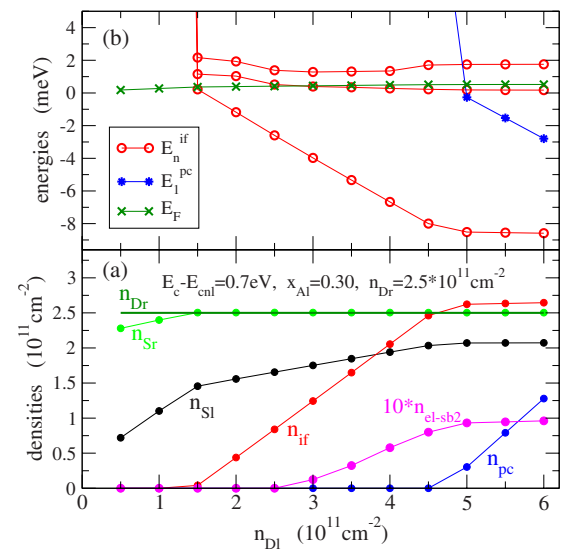 (b)
4
2
0
-2
-4
-6
-8
energies (meV)
E_n^if
E_1^pc
E_F
(a)
E_c-E_cnl=0.7eV, x_Al=0.30, n_Dr=2.5*10^11cm^-2
3
2.5
2
1.5
1
0.5
0
densities (10^11cm^-2)
n_Dr
n_Sr
n_Sl
n_if
10*n_el-sb2
n_pc
0 1 2 3 4 5 6
n_Dl (10^11cm^-2)